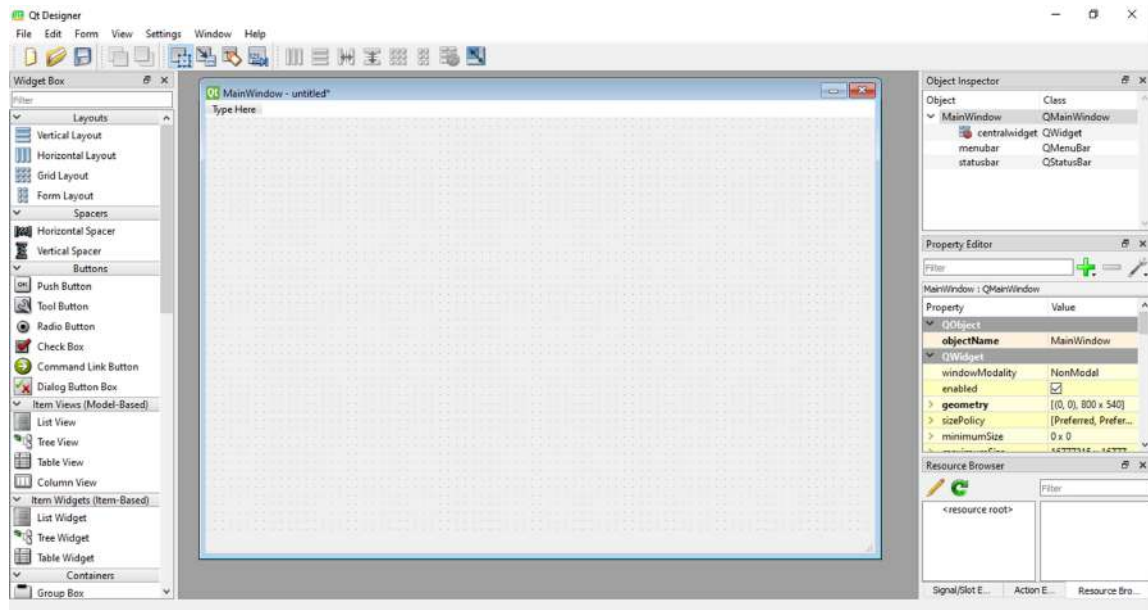 Qt Designer
File Edit Form View Settings Window Help
Widget Box
Filter
Layouts
Vertical Layout
Horizontal Layout
Grid Layout
Form Layout
Spacers
Horizontal Spacer
Vertical Spacer
Buttons
Push Button
Tool Button
Radio Button
Check Box
Command Link Button
Dialog Button Box
Item Views (Model-Based)
List View
Tree View
Table View
Column View
Item Widgets (Item-Based)
List Widget
Tree Widget
Table Widget
Containers
Group Box
MainWindow - untitled*
Type Here
Object Inspector
Object Class
MainWindow QMainWindow
centralwidget QWidget
menubar QMenuBar
statusbar QStatusBar
Property Editor
Filter
MainWindow : QMainWindow
Property Value
QObject
objectName MainWindow
QWidget
windowModality NonModal
enabled
geometry [(0, 0), 800 x 540]
sizePolicy [Preferred, Prefer...
minimumSize 0 x 0
Resource Browser
Filter
<resource root>
Signal/Slot E... Action E... Resource Bro...